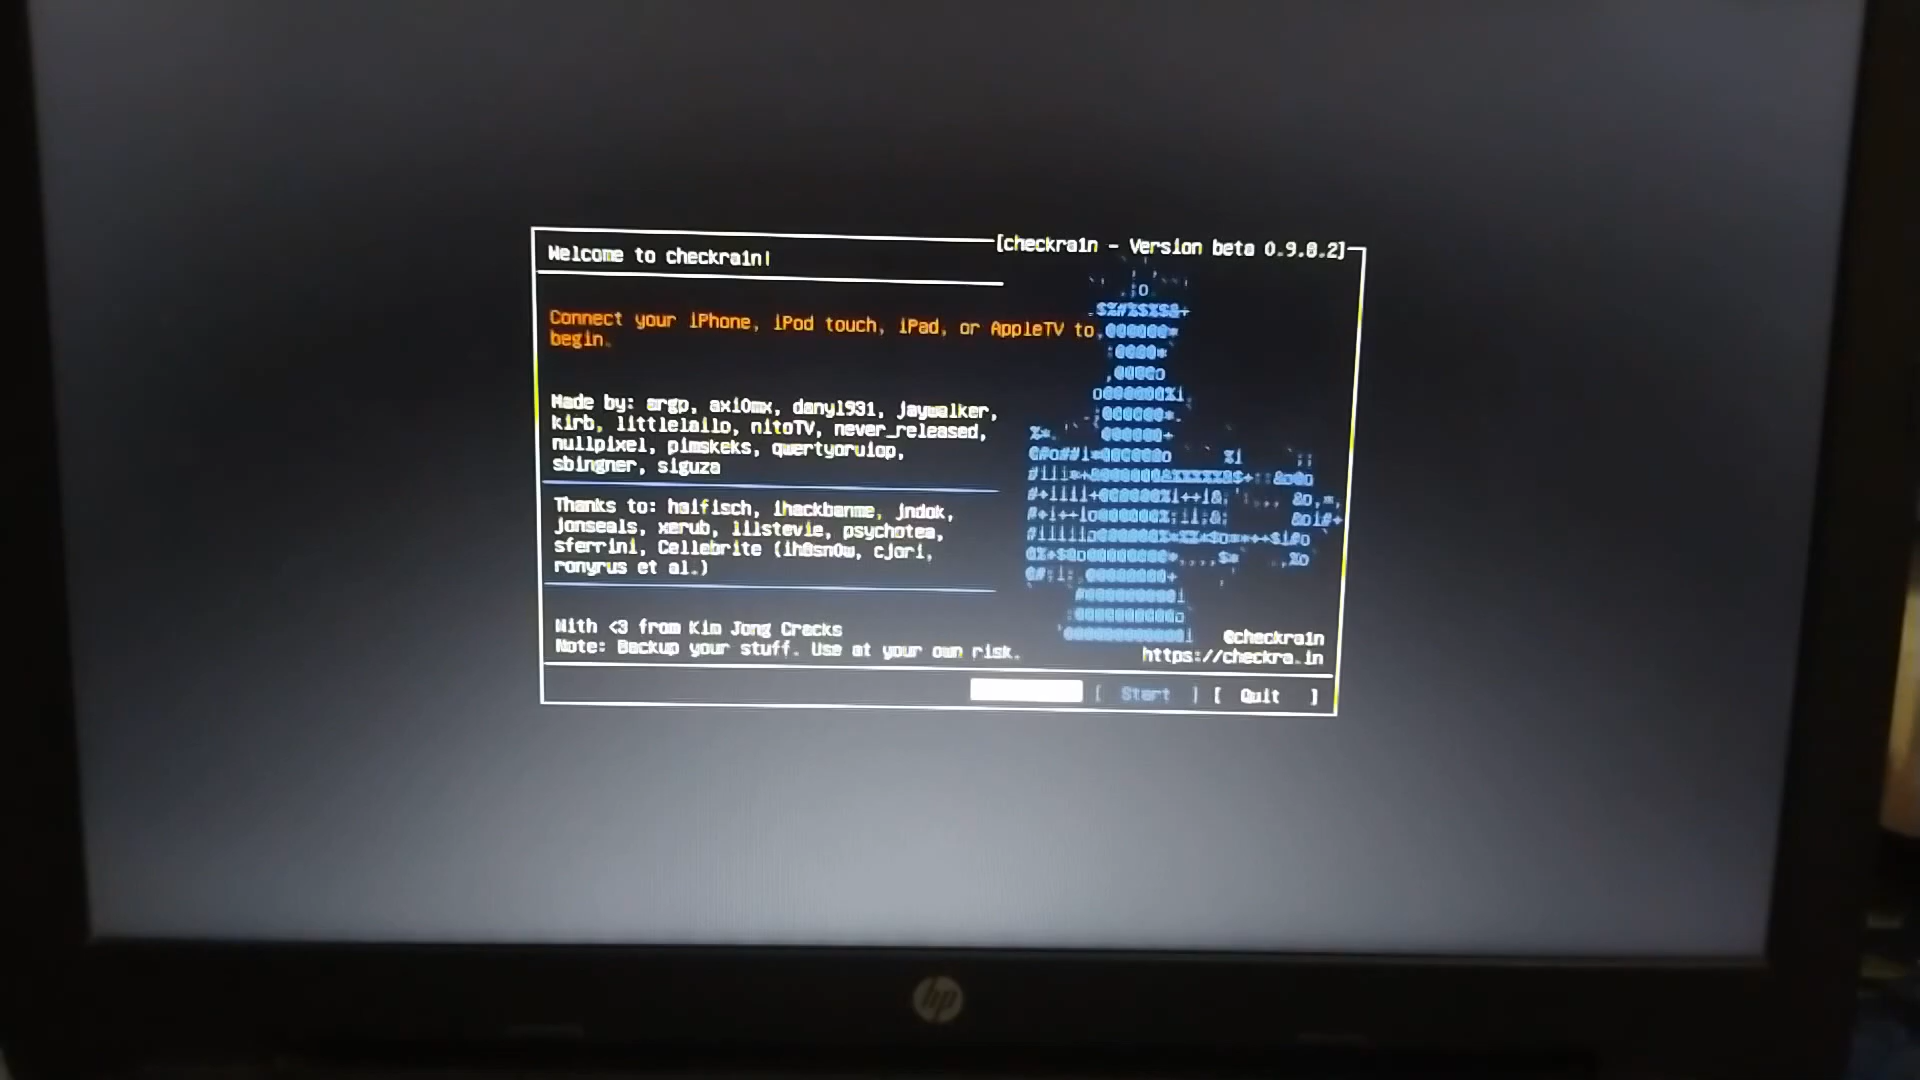 [checkra1n - Version beta 0.9.8.2]
Welcome to checkra1n!
Connect your iPhone, iPod touch, iPad, or AppleTV to
begin.
Made by: argp, axi0mx, danyl931, jaywalker,
kirb, littlelailo, nitoTV, never_released,
nullpixel, pimskeks, qwertyoruiop,
sbingner, siguza
Thanks to: haifisch, ihackbanme, jndok,
jonseals, xerub, lilstevie, psychotea,
sferrini, Cellebrite (ih8sn0w, cjori,
ronyrus et al.)
With <3 from Kim Jong Cracks
Note: Backup your stuff. Use at your own risk.
@checkra1n
https://checkra.in
[ Start ] [ Quit ]
hp